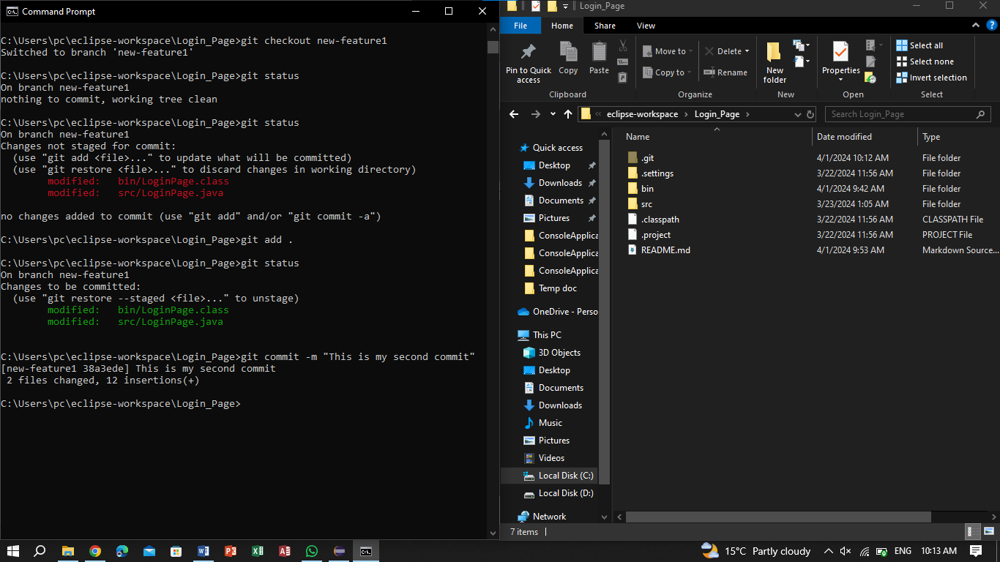 Command Prompt
C:\Users\pc\eclipse-workspace\Login_Page>git checkout new-feature1
Switched to branch 'new-feature1'
C:\Users\pc\eclipse-workspace\Login_Page>git status
On branch new-feature1
nothing to commit, working tree clean
C:\Users\pc\eclipse-workspace\Login_Page>git status
On branch new-feature1
Changes not staged for commit:
  (use "git add <file>..." to update what will be committed)
  (use "git restore <file>..." to discard changes in working directory)
        modified:   bin/LoginPage.class
        modified:   src/LoginPage.java
no changes added to commit (use "git add" and/or "git commit -a")
C:\Users\pc\eclipse-workspace\Login_Page>git add .
C:\Users\pc\eclipse-workspace\Login_Page>git status
On branch new-feature1
Changes to be committed:
  (use "git restore --staged <file>..." to unstage)
        modified:   bin/LoginPage.class
        modified:   src/LoginPage.java
C:\Users\pc\eclipse-workspace\Login_Page>git commit -m "This is my second commit"
[new-feature1 38a3ede] This is my second commit
 2 files changed, 12 insertions(+)
C:\Users\pc\eclipse-workspace\Login_Page>
Login_Page
File Home Share View
Pin to Quick access
Copy
Paste
Move to
Copy to
Delete
Rename
New folder
Properties
Select all
Select none
Invert selection
Clipboard Organize New Open Select
eclipse-workspace Login_Page
Search Login_Page
Quick access
Desktop
Downloads
Documents
Pictures
ConsoleApplica
ConsoleApplica
ConsoleApplica
Temp doc
OneDrive - Perso
This PC
3D Objects
Desktop
Documents
Downloads
Music
Pictures
Videos
Local Disk (C:)
Local Disk (D:)
Network
Name Date modified Type
.git 4/1/2024 10:12 AM File folder
.settings 3/22/2024 11:56 AM File folder
bin 4/1/2024 9:42 AM File folder
src 3/23/2024 1:05 AM File folder
.classpath 3/22/2024 11:56 AM CLASSPATH File
.project 3/22/2024 11:56 AM PROJECT File
README.md 4/1/2024 9:53 AM Markdown Source...
7 items
15°C Partly cloudy ENG 10:13 AM